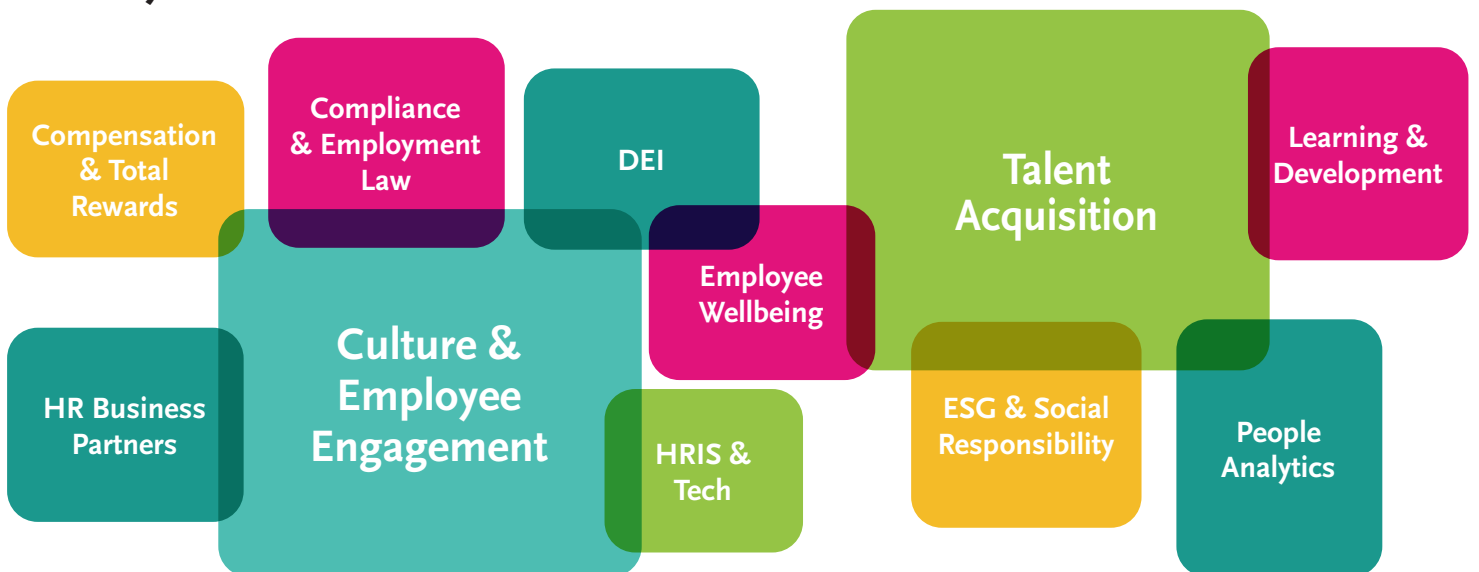 Compensation
& Total
Rewards
Compliance
& Employment
Law
DEI
Talent
Acquisition
Learning &
Development
Employee
Wellbeing
Culture &
Employee
Engagement
HR Business
Partners
HRIS &
Tech
ESG & Social
Responsibility
People
Analytics